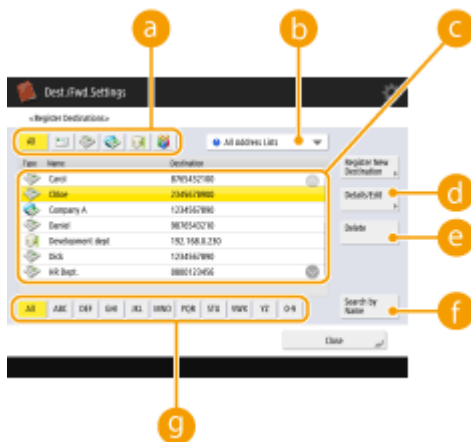 a
b
c
Dest./Fwd.Settings
<Register Destinations>
All
All Address Lists
Type Name Destination
Register New Destination
Carol 8765432100
Chloe 2345678900
Details/Edit
d
Company A 1234567890
Daniel 9876543210
Delete
e
Development dept 192.168.0.230
Dick 1234567890
HR Dept. 0800123456
Search by Name
f
All ABC DEF GHI JKL MNO PQR STU VWX YZ 0-9
Close
g